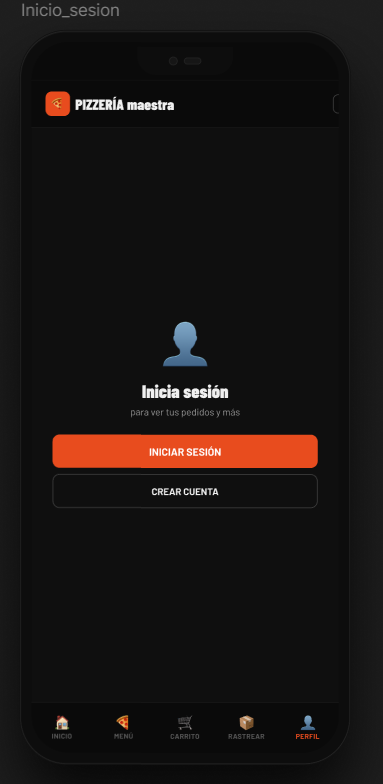 Inicio_sesion
PIZZERÍA maestra
Inicia sesión
para ver tus pedidos y más
INICIAR SESIÓN
CREAR CUENTA
INICIO MENÚ CARRITO RASTREAR PERFIL